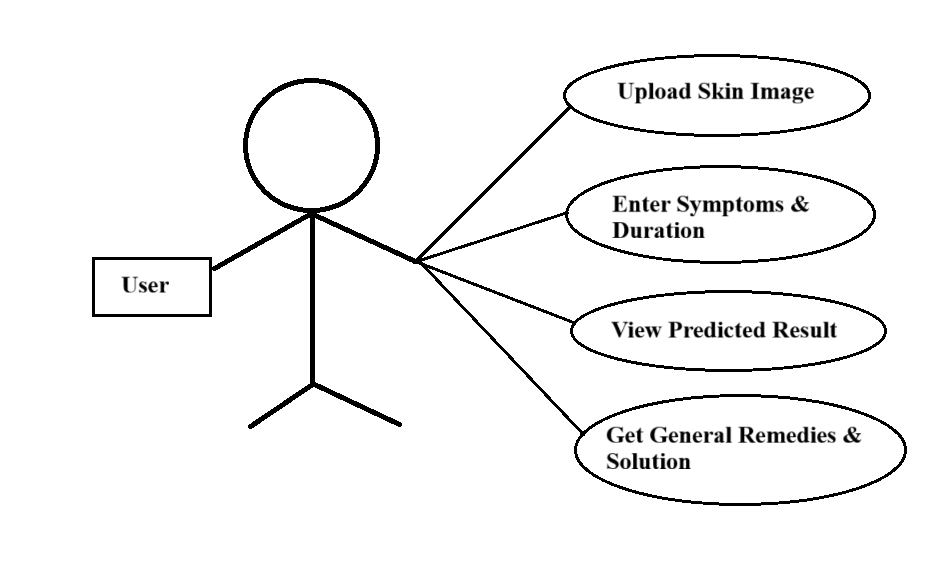 Upload Skin Image
Enter Symptoms &
Duration
User
View Predicted Result
Get General Remedies &
Solution